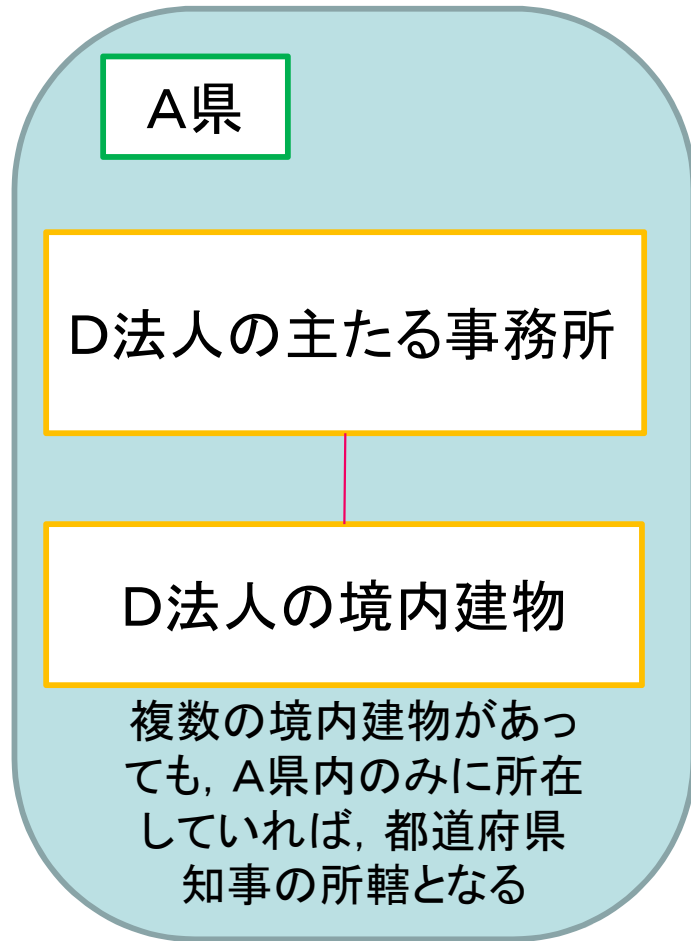 A県
D法人の主たる事務所
D法人の境内建物
複数の境内建物があっ
ても，A県内のみに所在
していれば，都道府県
知事の所轄となる